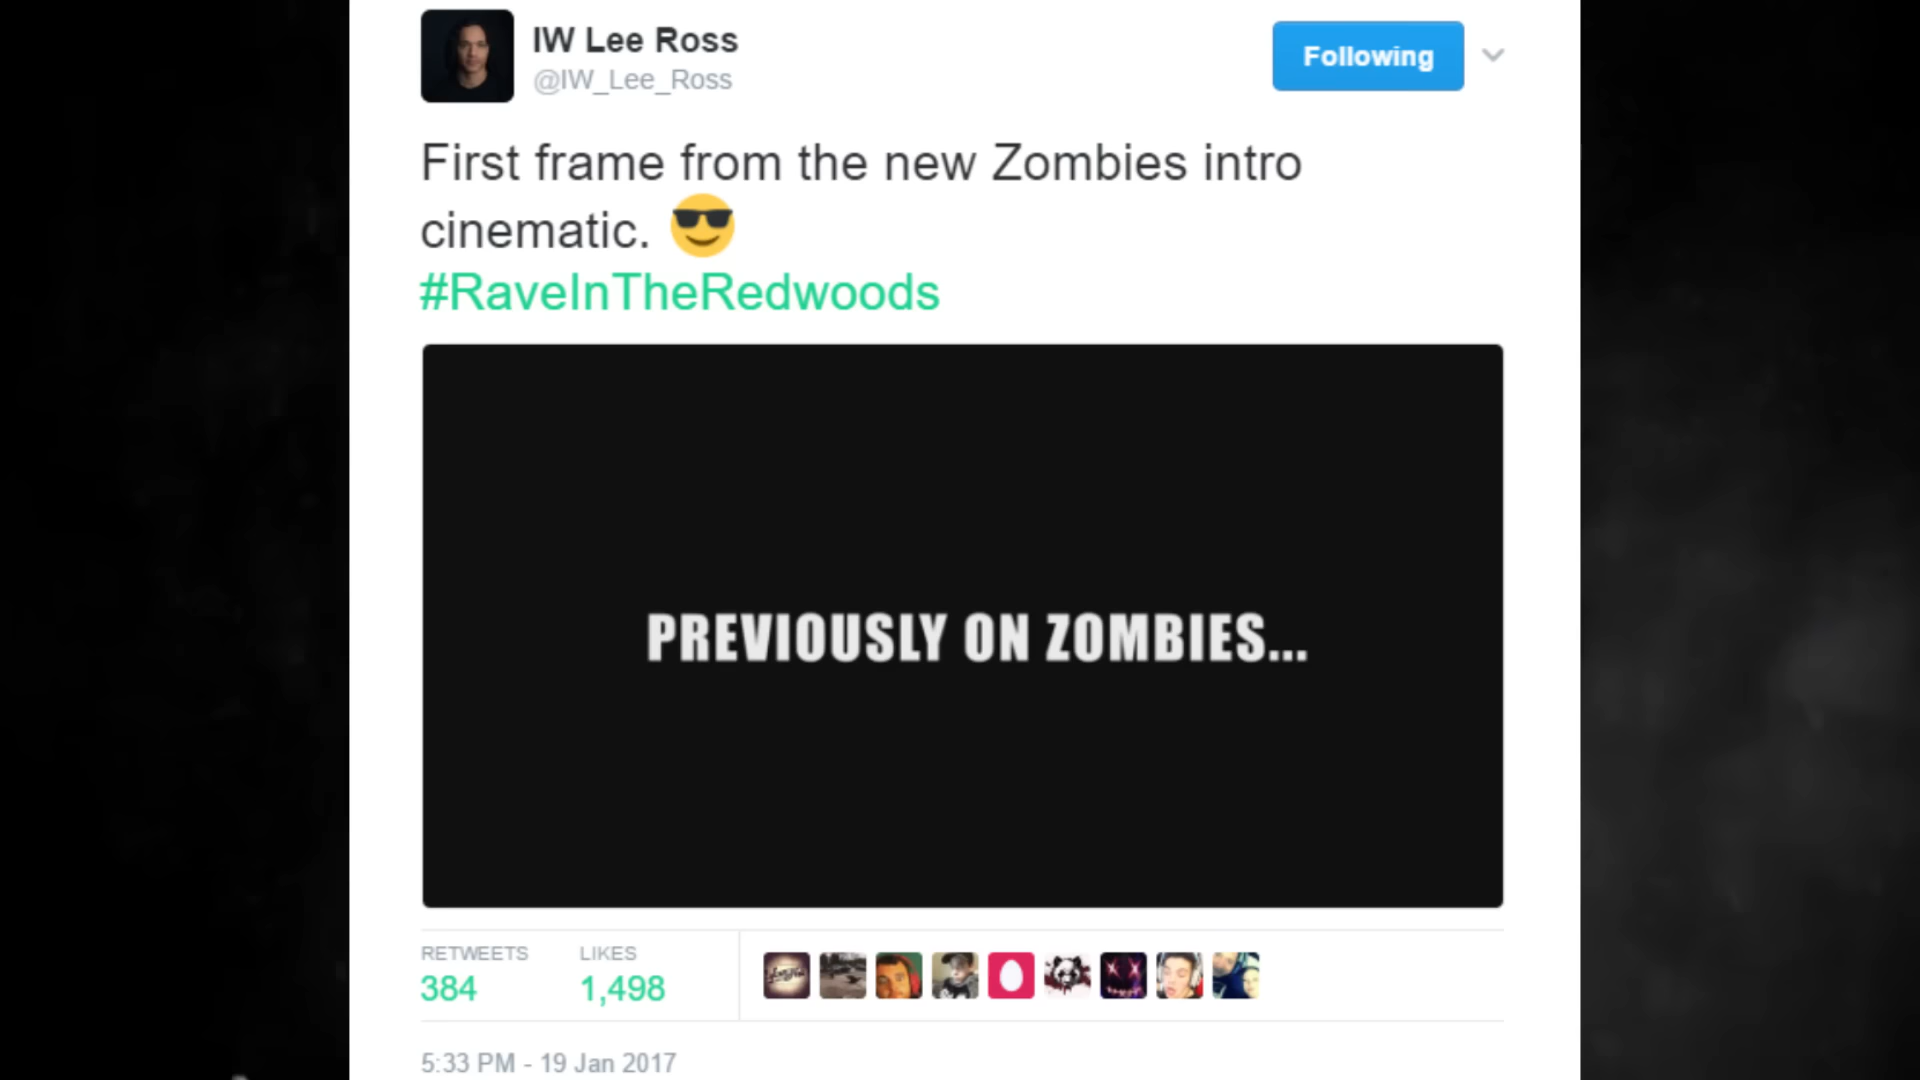 IW Lee Ross
@IW_Lee_Ross
Following
First frame from the new Zombies intro
cinematic. 😎
#RaveInTheRedwoods
PREVIOUSLY ON ZOMBIES...
RETWEETS LIKES
384 1,498
5:33 PM - 19 Jan 2017